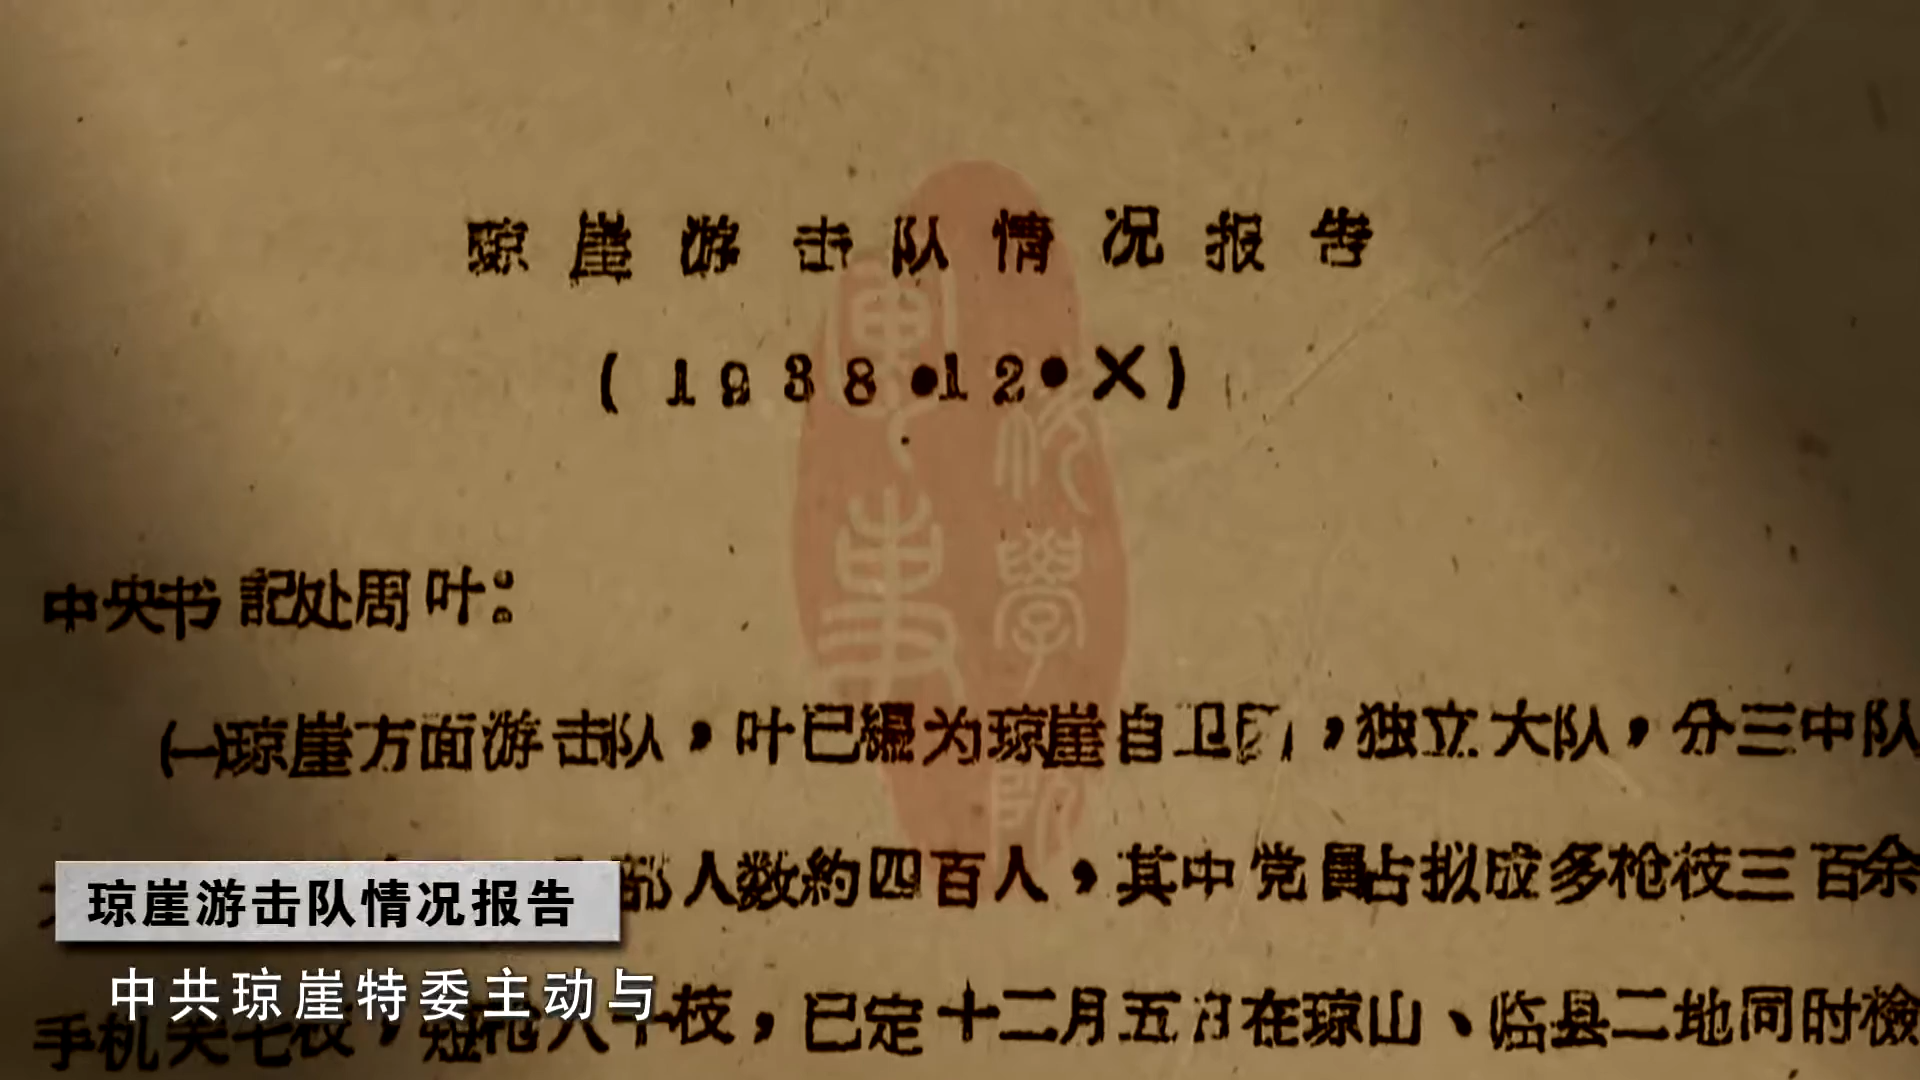 琼崖游击队情况报告
(1938•12•X)
中央书記处周叶：
㈠琼崖方面游击队，叶已編为琼崖自卫团，独立大队，分三中队
部人数約四百人，其中党員占拟成多枪枝三百余
琼崖游击队情况报告
中共琼崖特委主动与
手机关七枝，短枪八十枝，已定十二月五日在琼山、临县二地同时檢